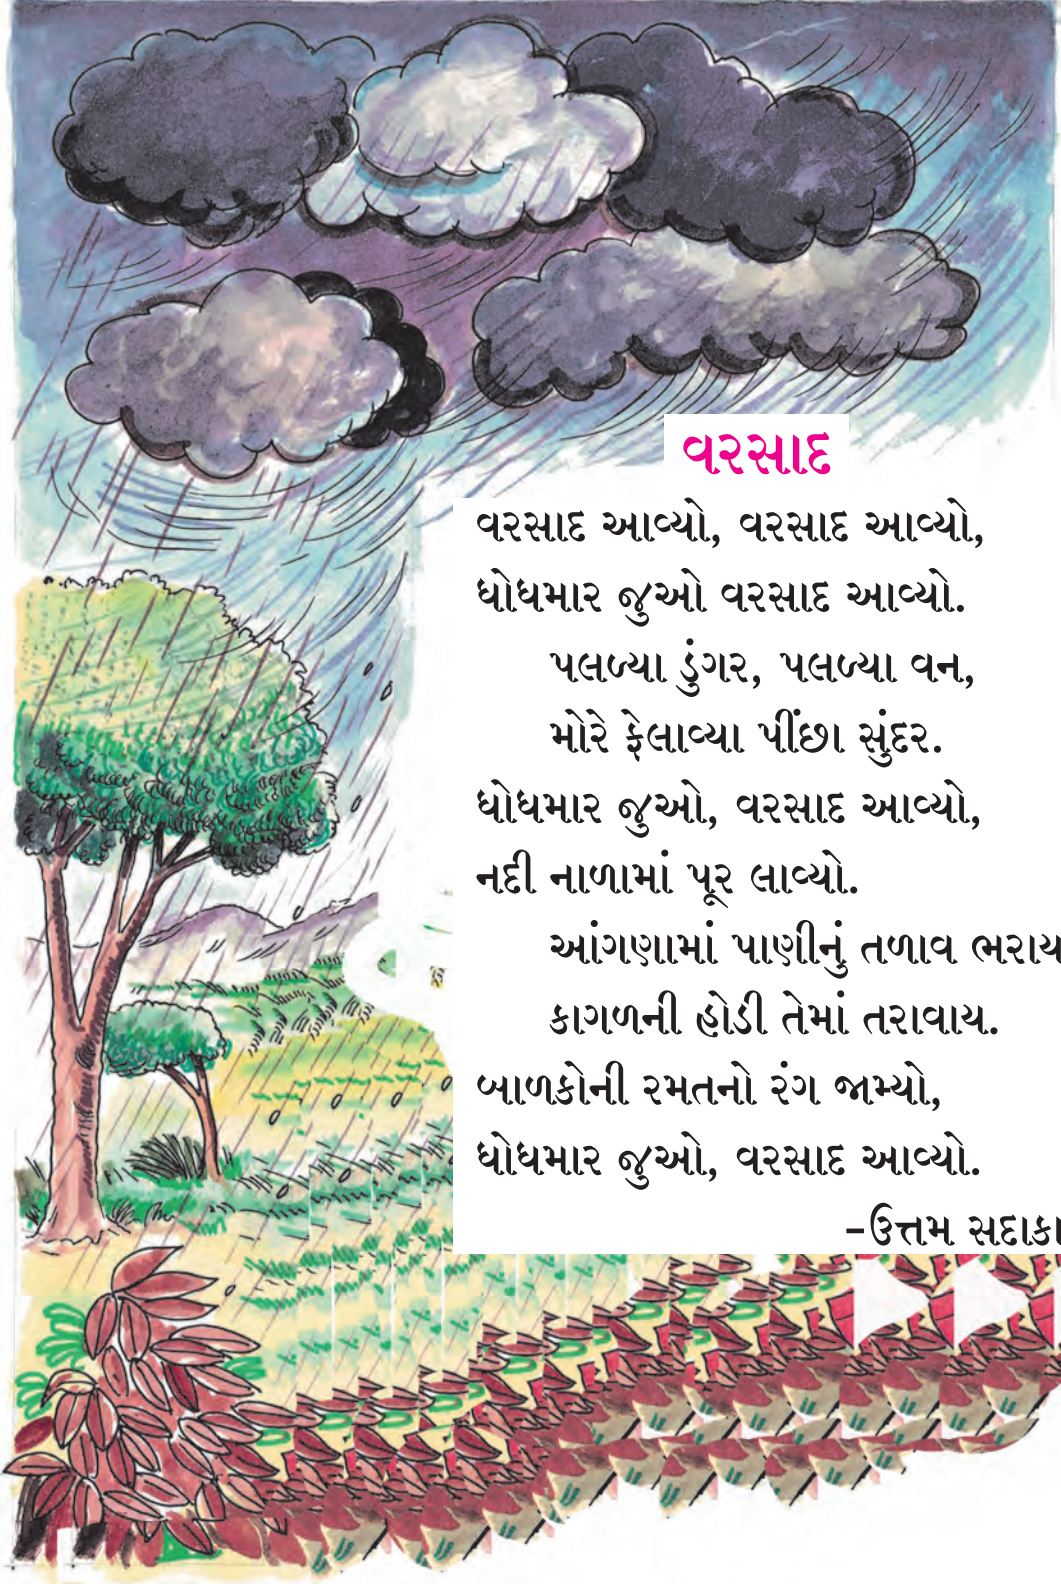 વરસાદ
વરસાદ આવ્યો, વરસાદ આવ્યો,
ધોધમાર જુઓ વરસાદ આવ્યો.
પલળ્યા ડુંગર, પલળ્યા વન,
મોરે ફેલાવ્યા પીંછા સુંદર.
ધોધમાર જુઓ, વરસાદ આવ્યો,
નદી નાળામાં પૂર લાવ્યો.
આંગણામાં પાણીનું તળાવ ભરાય
કાગળની હોડી તેમાં તરાવાય.
બાળકોની રમતનો રંગ જામ્યો,
ધોધમાર જુઓ, વરસાદ આવ્યો.
-ઉત્તમ સદાકા